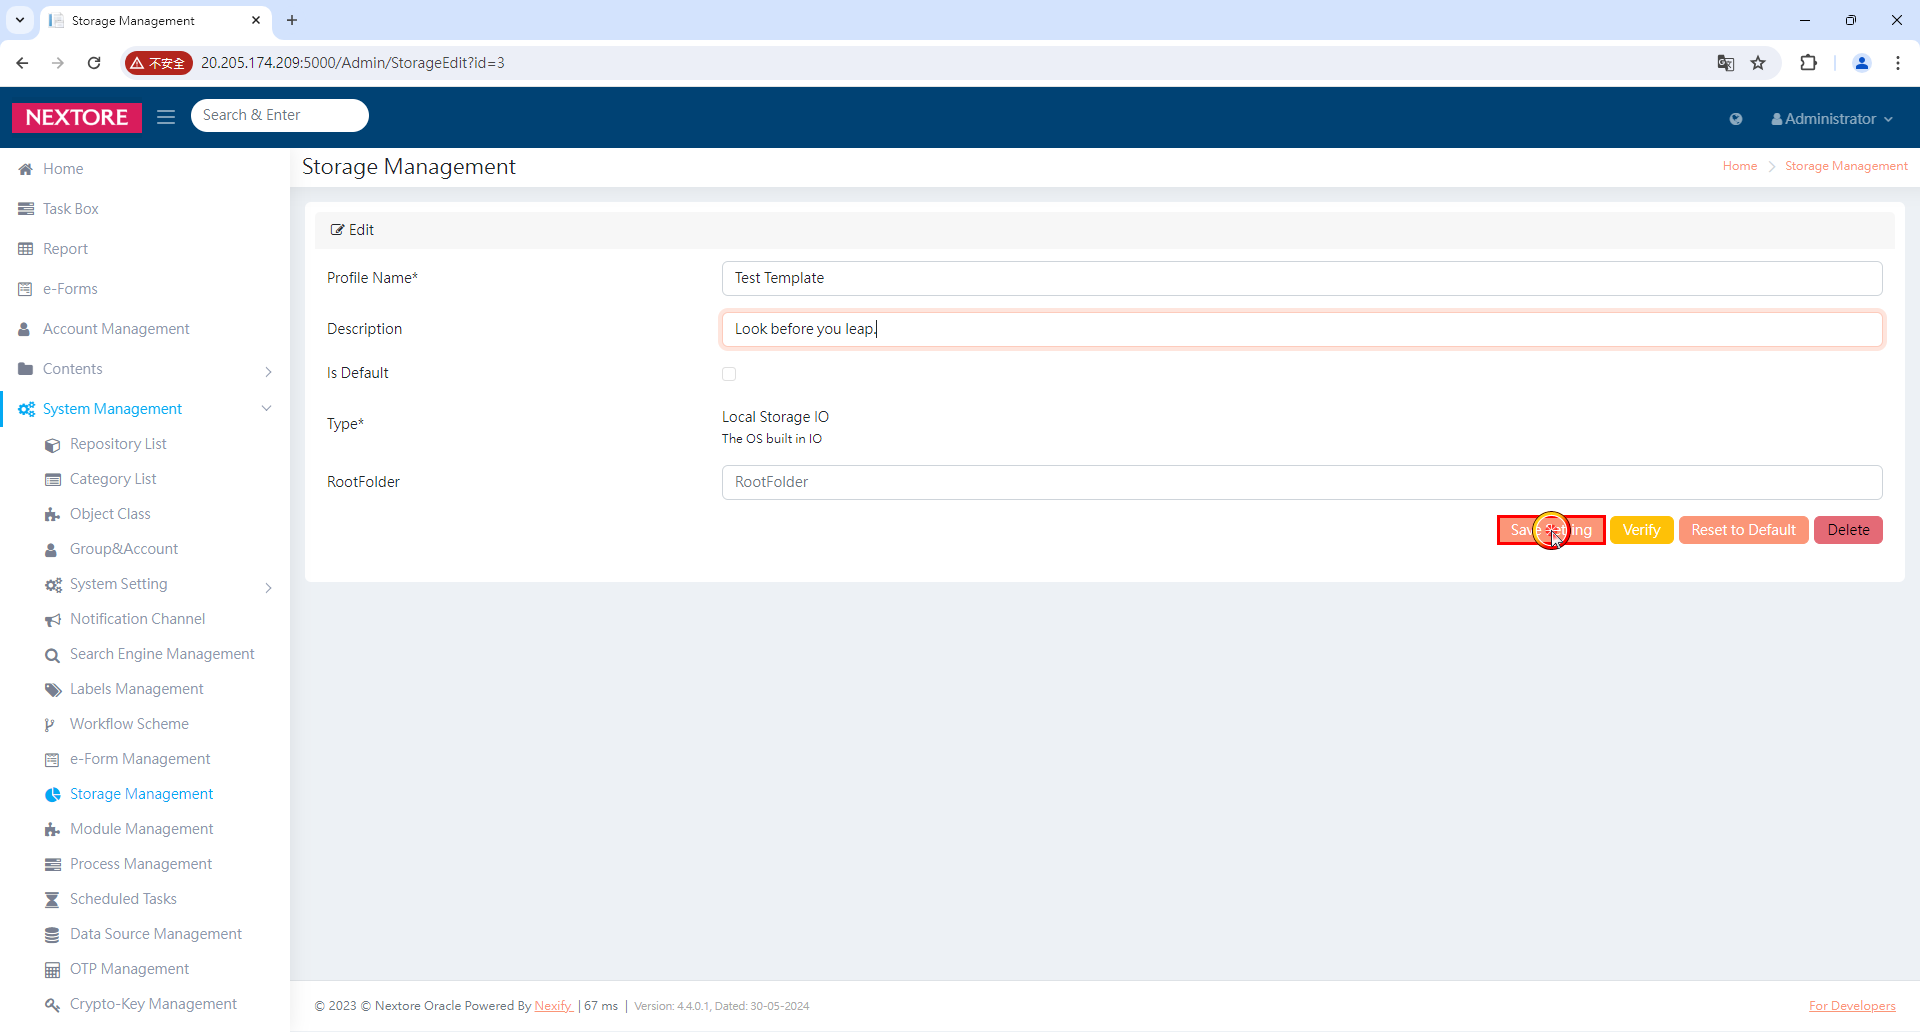 Storage Management
不安全
20.205.174.209:5000/Admin/StorageEdit?id=3
NEXTORE
Search & Enter
Administrator
Home
Task Box
Report
e-Forms
Account Management
Contents
System Management
Repository List
Category List
Object Class
Group&Account
System Setting
Notification Channel
Search Engine Management
Labels Management
Workflow Scheme
e-Form Management
Storage Management
Module Management
Process Management
Scheduled Tasks
Data Source Management
OTP Management
Crypto-Key Management
Storage Management
Home
Storage Management
Edit
Profile Name*
Test Template
Description
Look before you leap.
Is Default
Type*
Local Storage IO
The OS built in IO
RootFolder
RootFolder
Save Setting
Verify
Reset to Default
Delete
© 2023 © Nextore Oracle Powered By Nexify | 67 ms | Version: 4.4.0.1, Dated: 30-05-2024
For Developers